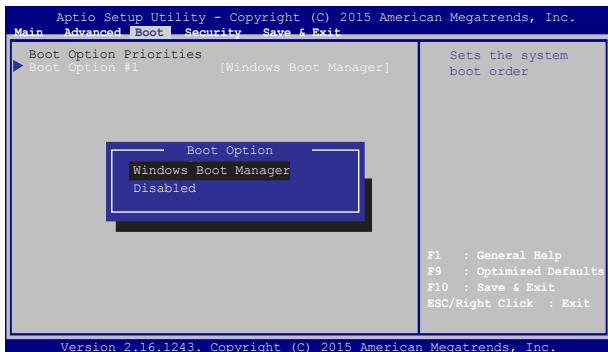 Aptio Setup Utility - Copyright (C) 2015 American Megatrends, Inc.
Main Advanced Boot Security Save & Exit
Boot Option Priorities
Boot Option #1 [Windows Boot Manager]
Sets the system
boot order
Boot Option
Windows Boot Manager
Disabled
F1 : General Help
F9 : Optimized Defaults
F10 : Save & Exit
ESC/Right Click : Exit
Version 2.16.1243. Copyright (C) 2015 American Megatrends, Inc.